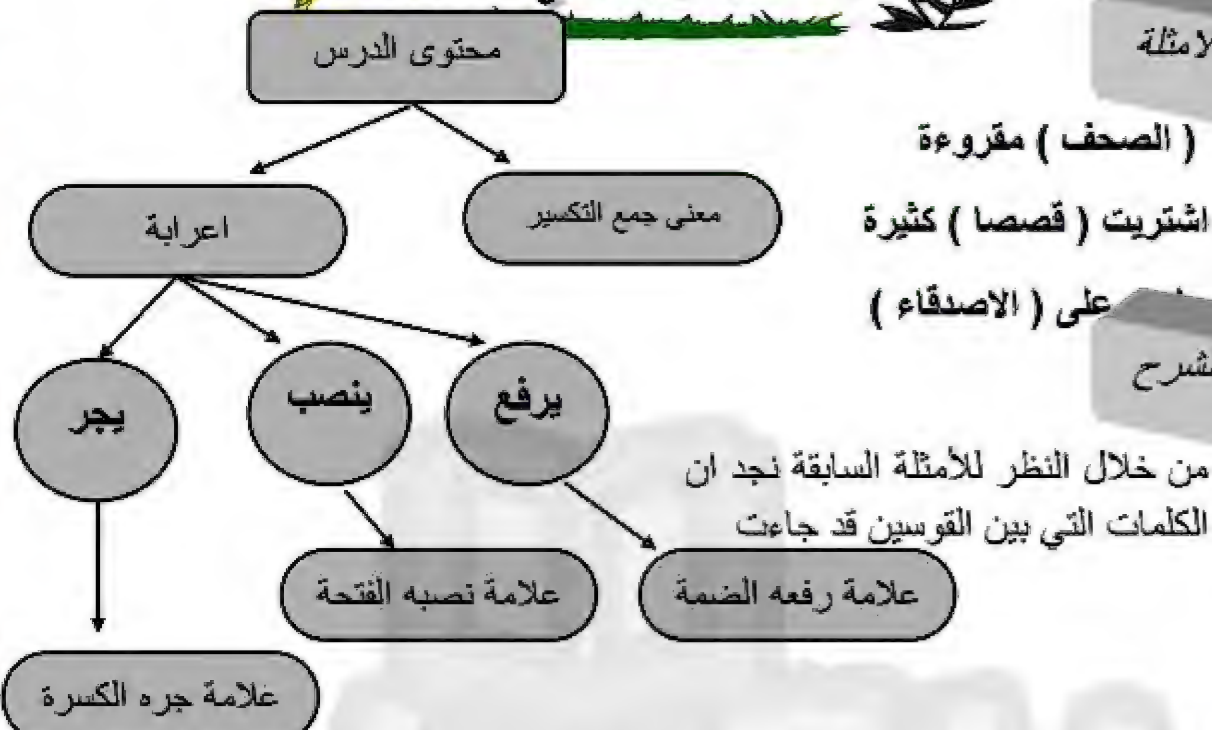 محتوى الدرس
معنى جمع التكسير
اعرابة
يرفع
ينصب
يجر
علامة رفعه الضمة
علامة نصبه الفتحة
علامة جره الكسرة
( الصحف ) مقروءة
اشتريت ( قصصا ) كثيرة
على ( الاصدقاء )
من خلال النظر للأمثلة السابقة نجد ان
الكلمات التي بين القوسين قد جاءت